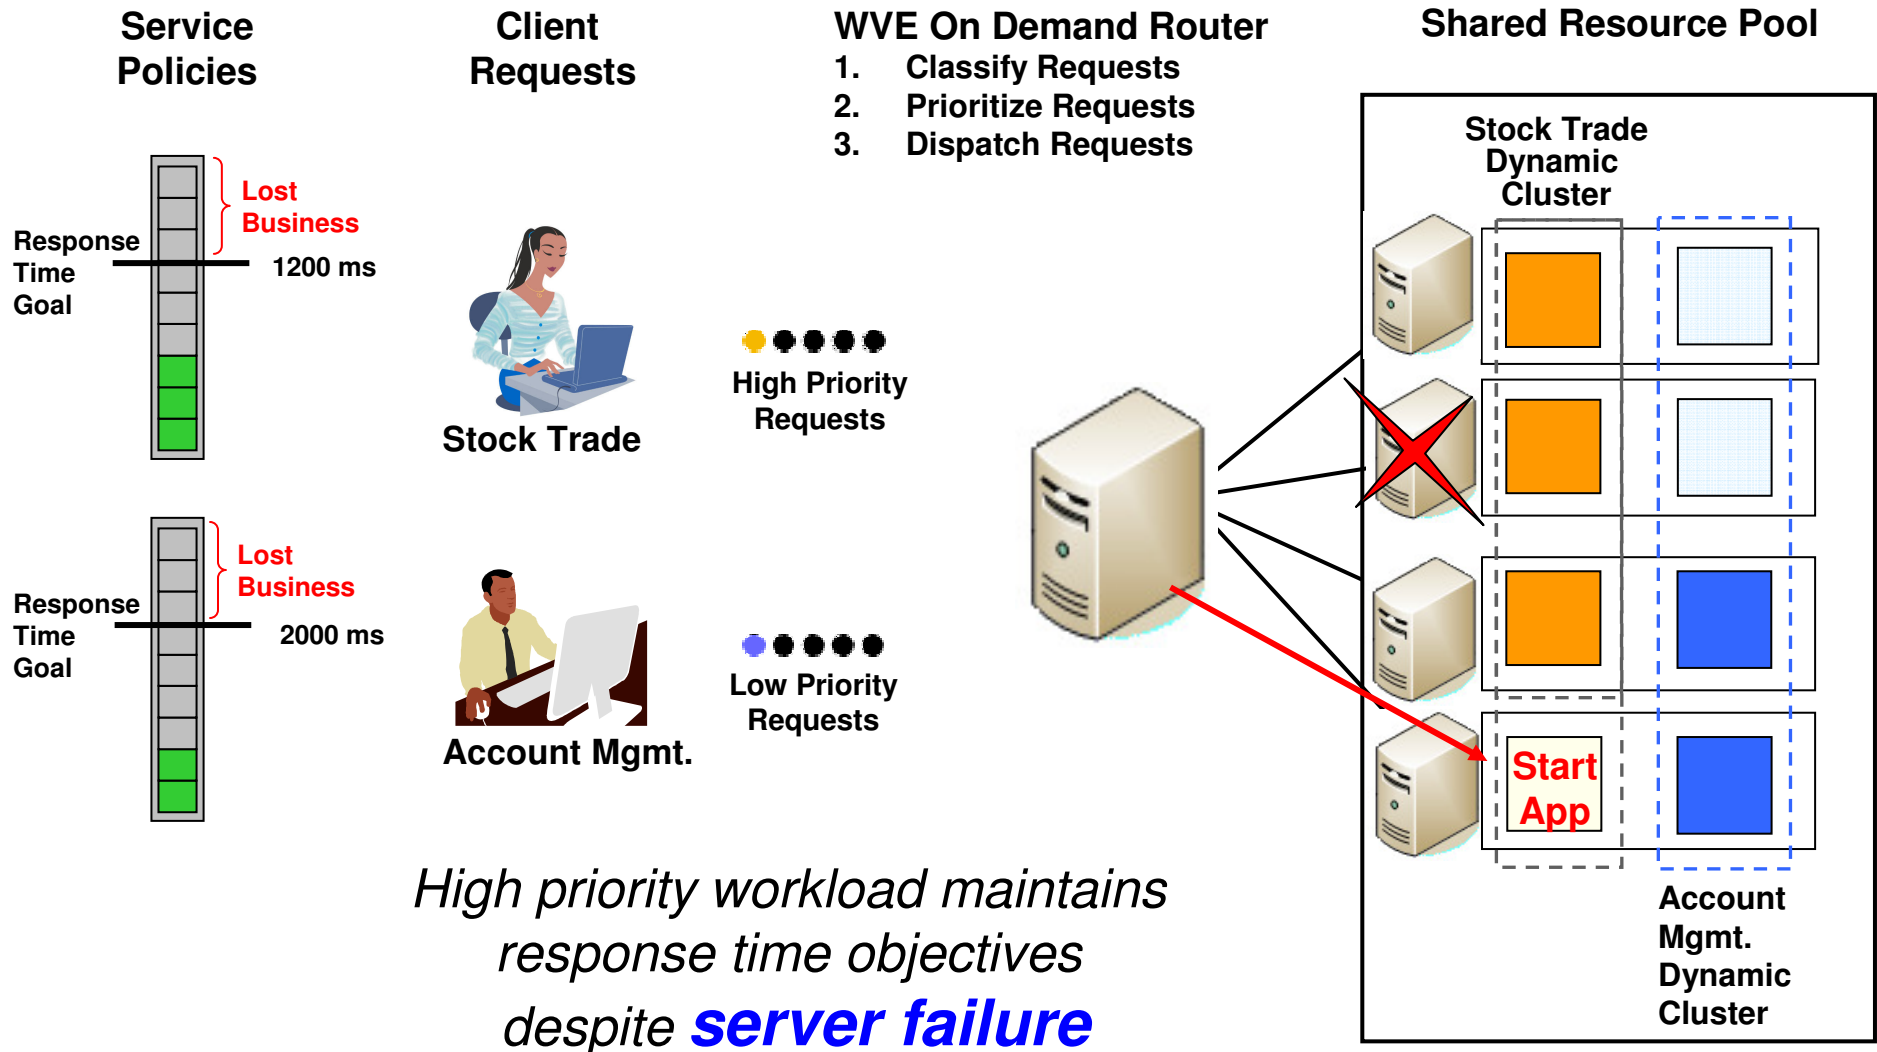 Service
Policies
Client
Requests
WVE On Demand Router
1. Classify Requests
2. Prioritize Requests
3. Dispatch Requests
Shared Resource Pool
Stock Trade
Dynamic
Cluster
Lost
Business
Response
Time
Goal
1200 ms
High Priority
Requests
Stock Trade
Lost
Business
Response
Time
Goal
2000 ms
Low Priority
Requests
Account Mgmt.
Start
App
Account
Mgmt.
Dynamic
Cluster
High priority workload maintains
response time objectives
despite server failure